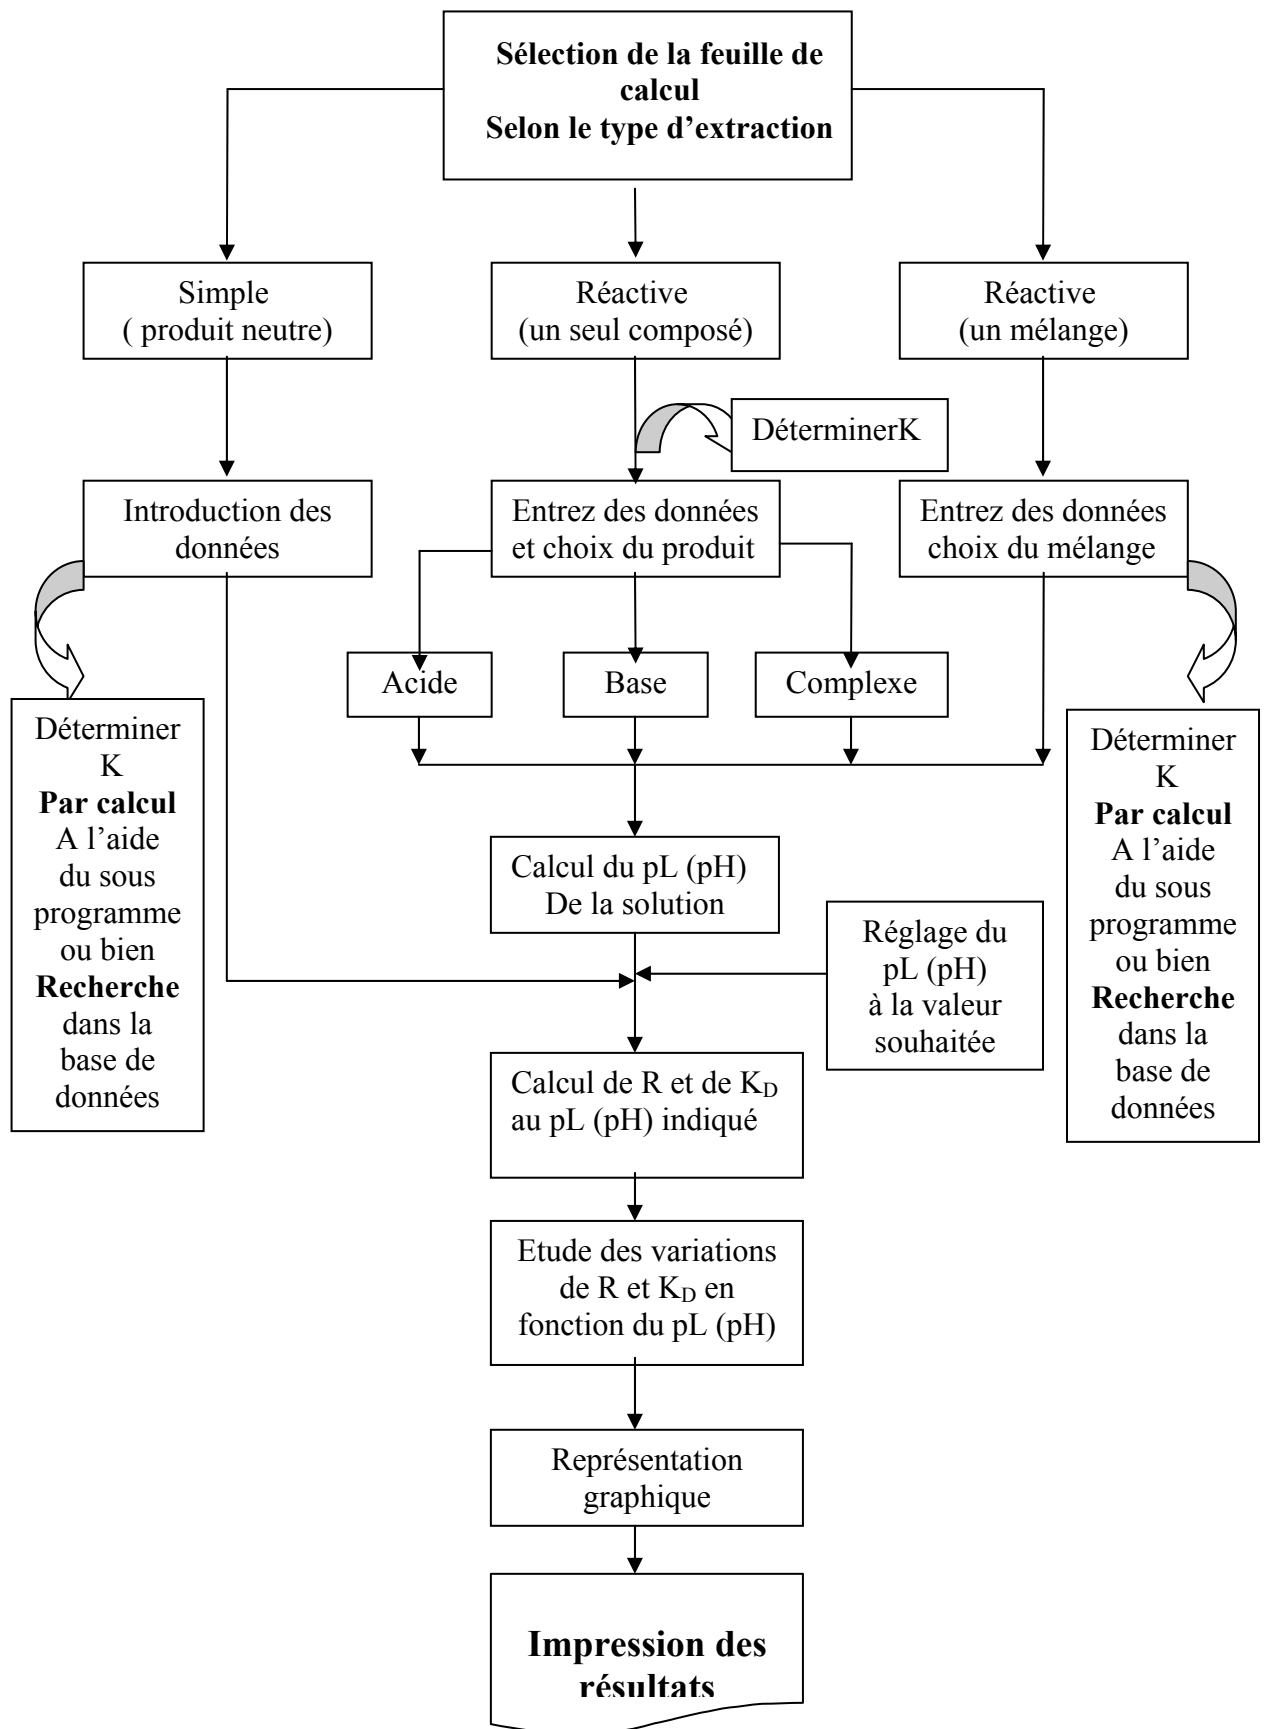 Sélection de la feuille de
calcul
Selon le type d’extraction
Simple
( produit neutre)
Réactive
(un seul composé)
Réactive
(un mélange)
DéterminerK
Introduction des
données
Entrez des données
et choix du produit
Entrez des données
choix du mélange
Acide
Base
Complexe
Déterminer
K
Par calcul
A l’aide
du sous
programme
ou bien
Recherche
dans la
base de
données
Déterminer
K
Par calcul
A l’aide
du sous
programme
ou bien
Recherche
dans la
base de
données
Calcul du pL (pH)
De la solution
Réglage du
pL (pH)
à la valeur
souhaitée
Calcul de R et de K_D
au pL (pH) indiqué
Etude des variations
de R et K_D en
fonction du pL (pH)
Représentation
graphique
Impression des
résultats